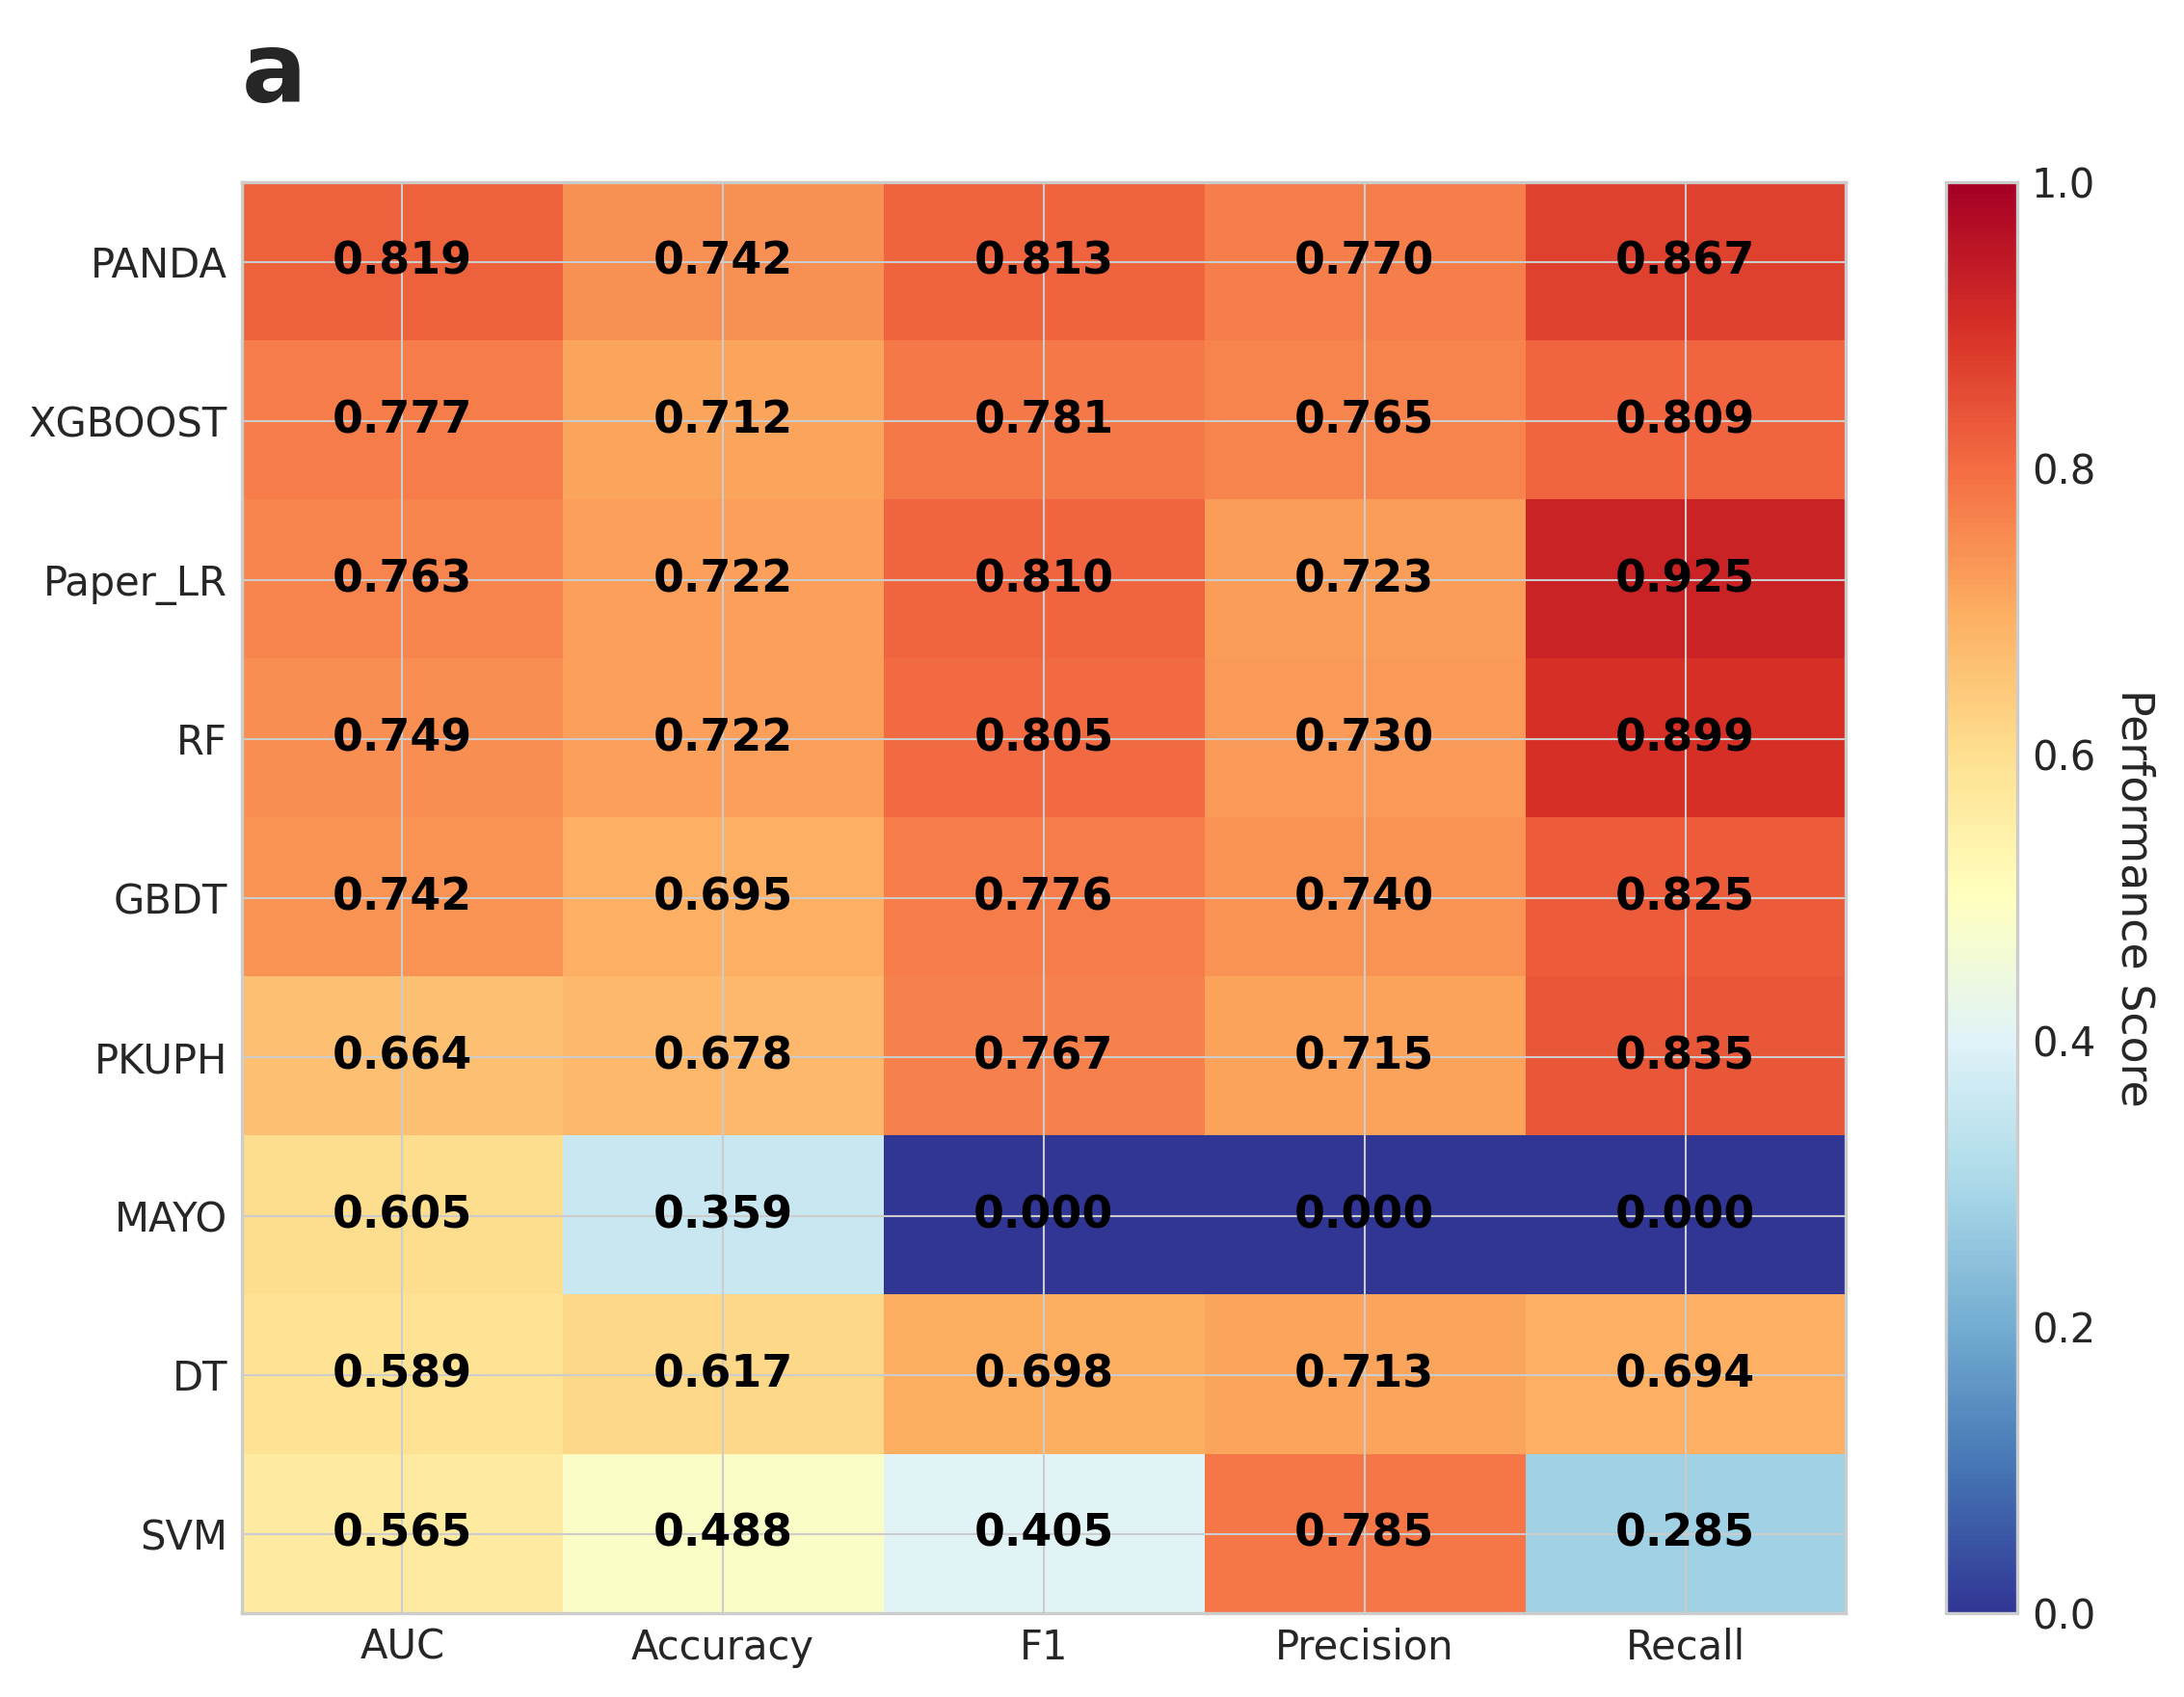 a
PANDA 0.819 0.742 0.813 0.770 0.867
XGBOOST 0.777 0.712 0.781 0.765 0.809
Paper_LR 0.763 0.722 0.810 0.723 0.925
RF 0.749 0.722 0.805 0.730 0.899
GBDT 0.742 0.695 0.776 0.740 0.825
PKUPH 0.664 0.678 0.767 0.715 0.835
MAYO 0.605 0.359 0.000 0.000 0.000
DT 0.589 0.617 0.698 0.713 0.694
SVM 0.565 0.488 0.405 0.785 0.285
AUC Accuracy F1 Precision Recall
1.0
0.8
0.6
0.4
0.2
0.0
Performance Score